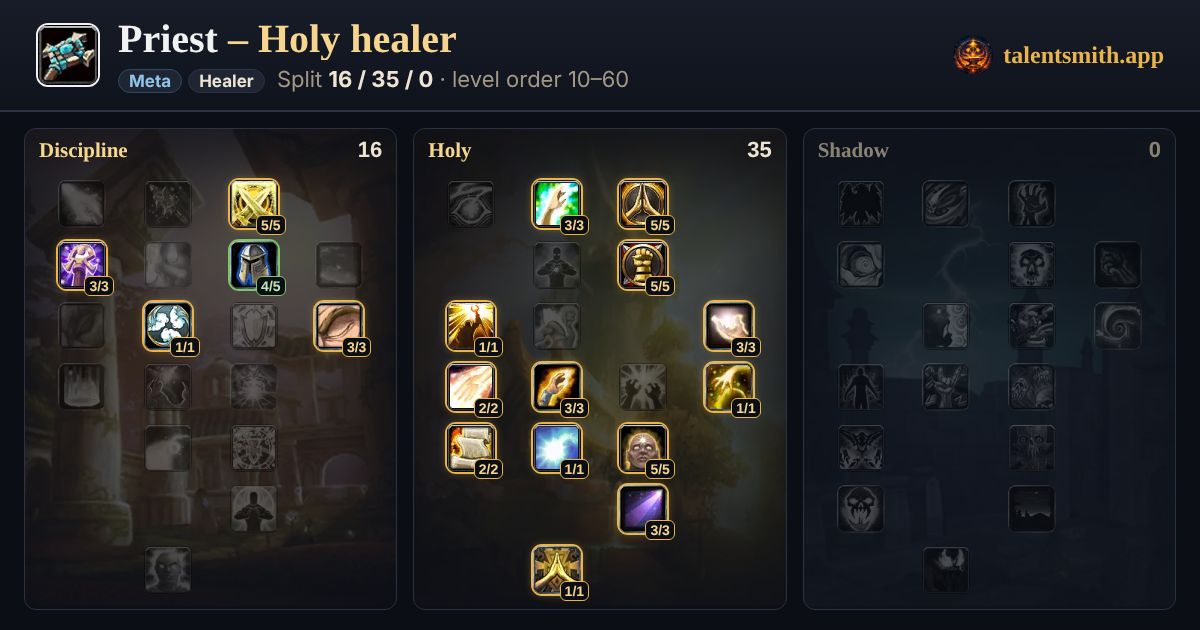 Priest – Holy healer
talentsmith.app
Meta Healer Split 16 / 35 / 0 · level order 10–60
Discipline 16
5/5
3/3 4/5
1/1 3/3
Holy 35
3/3 5/5
5/5
1/1 3/3
2/2 3/3 1/1
2/2 1/1 5/5
3/3
1/1
Shadow 0